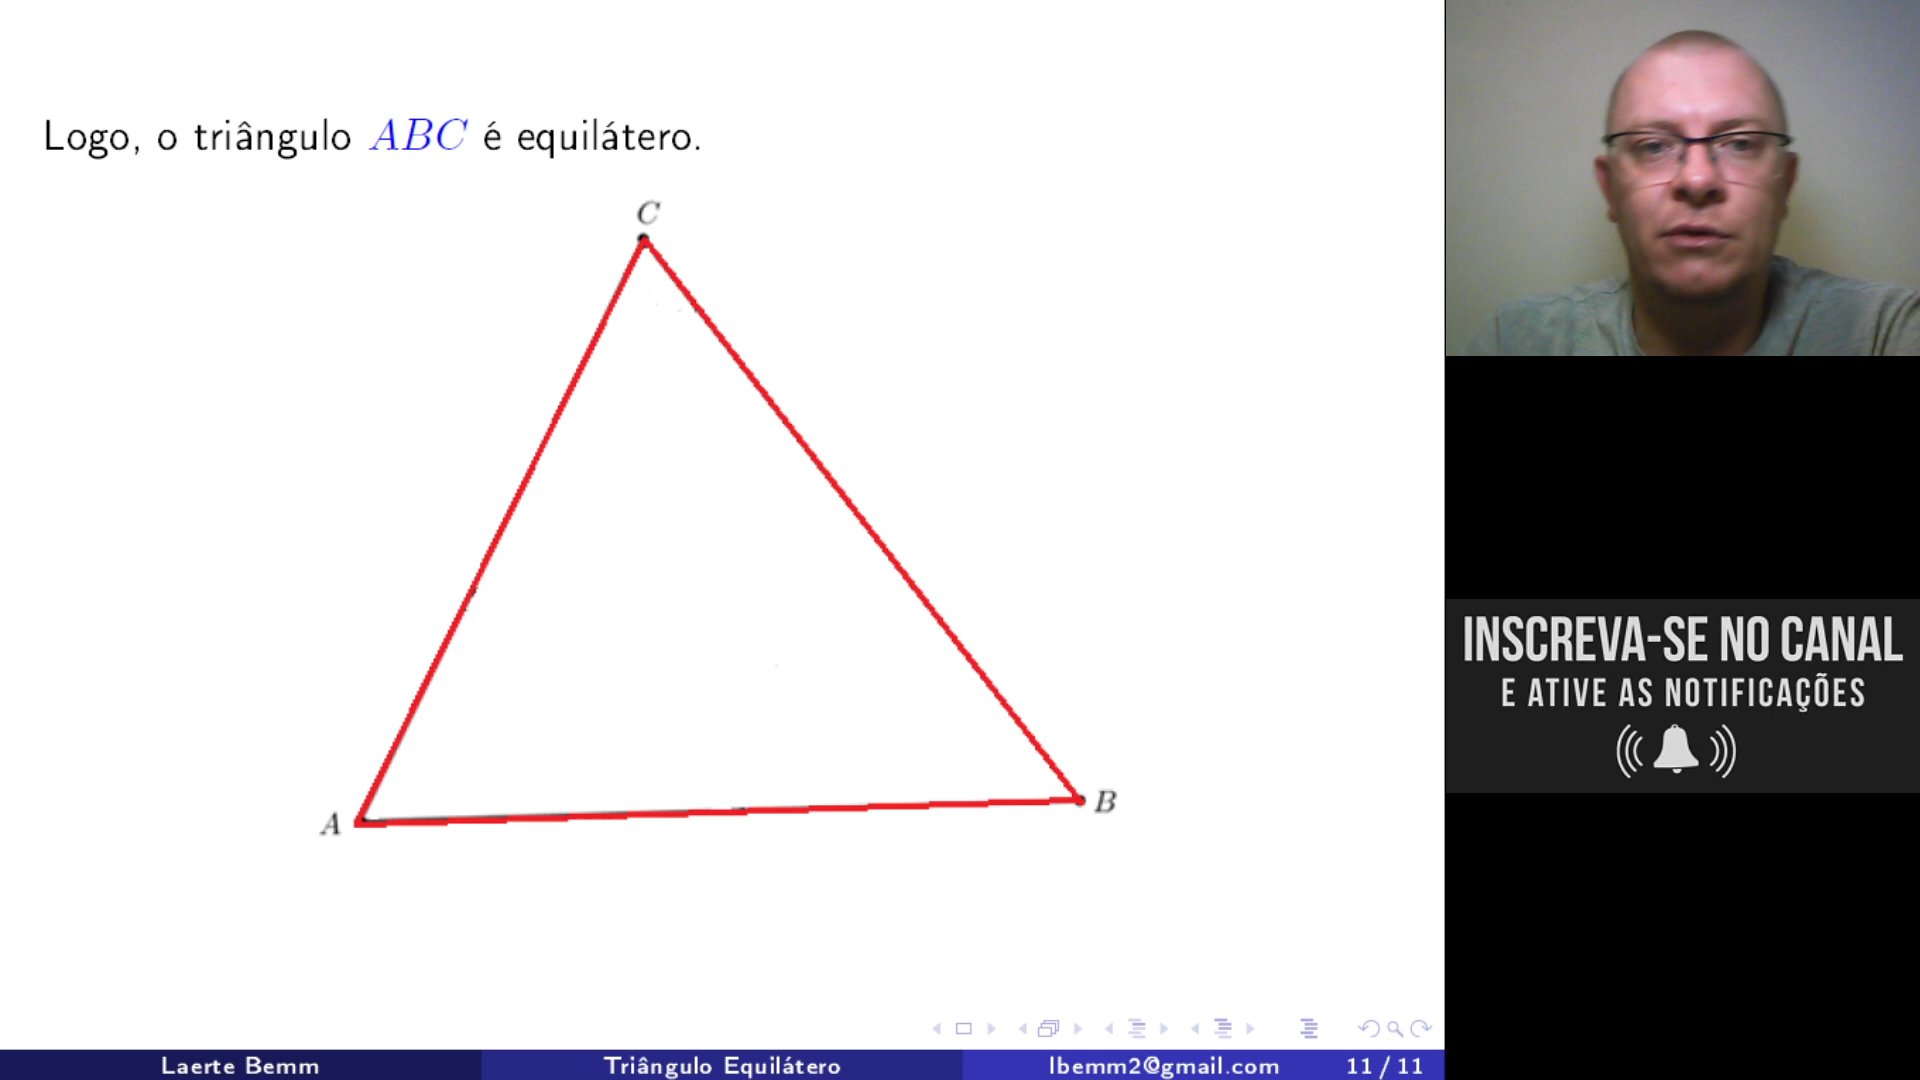 Logo, o triângulo ABC é equilátero.
C
A
B
Laerte Bemm
Triângulo Equilátero
lbemm2@gmail.com
11 / 11
INSCREVA-SE NO CANAL
E ATIVE AS NOTIFICAÇÕES